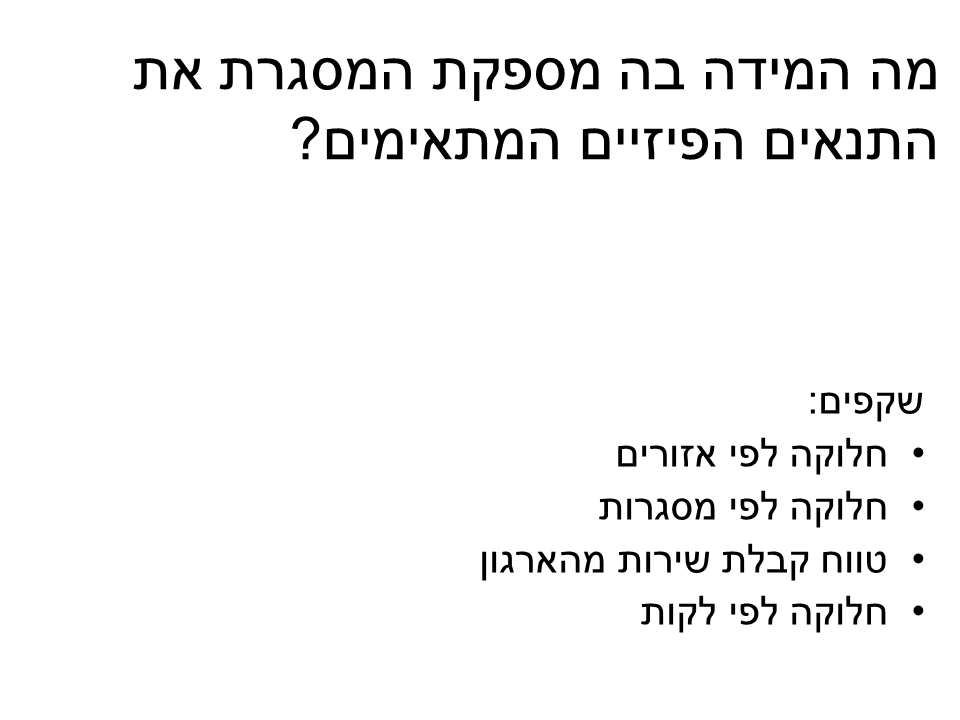 מה המידה בה מספקת המסגרת את
התנאים הפיזיים המתאימים?
שקפים:
• חלוקה לפי אזורים
• חלוקה לפי מסגרות
• טווח קבלת שירות מהארגון
• חלוקה לפי לקות